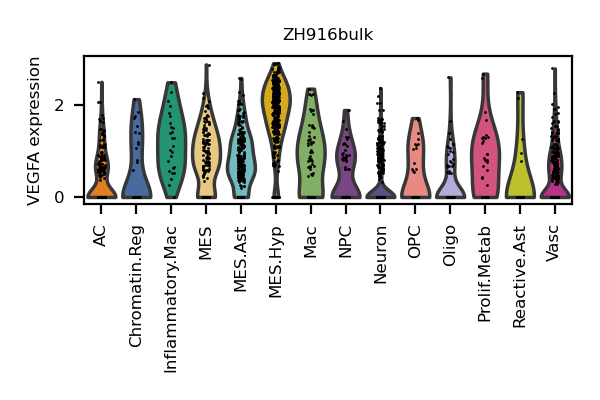 ZH916bulk
VEGFA expression
2
0
AC
Chromatin.Reg
Inflammatory.Mac
MES
MES.Ast
MES.Hyp
Mac
NPC
Neuron
OPC
Oligo
Prolif.Metab
Reactive.Ast
Vasc